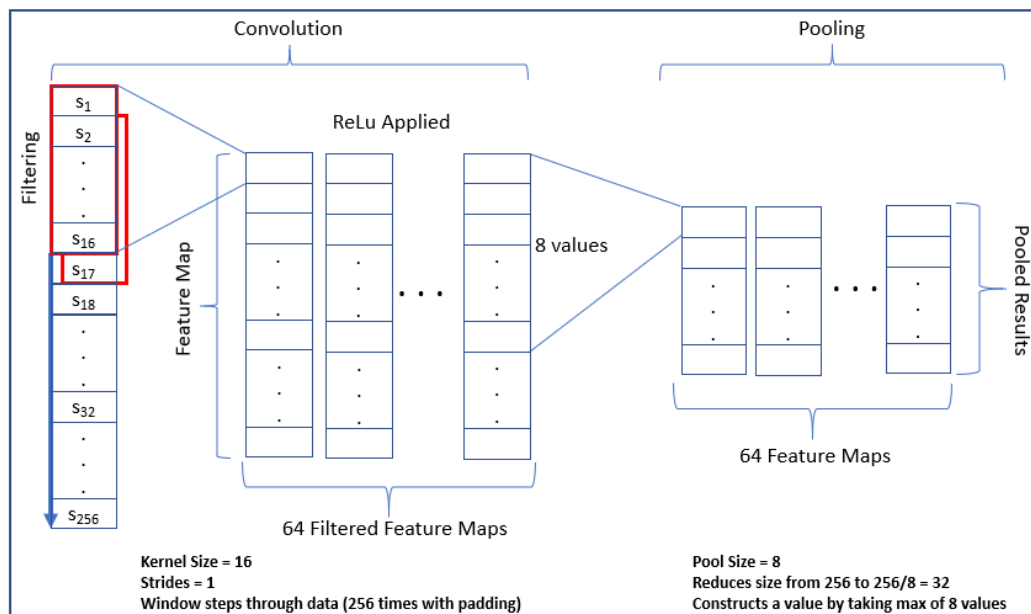 Convolution
Pooling
Filtering
s1
s2
.
.
.
s16
s17
s18
.
.
.
s32
.
.
.
s256
ReLu Applied
Feature Map
.
.
.
.
.
.
.
.
.
. . .
8 values
.
.
.
.
.
.
.
.
.
64 Filtered Feature Maps
.
.
.
.
.
.
. . .
.
.
.
Pooled Results
64 Feature Maps
Kernel Size = 16
Strides = 1
Window steps through data (256 times with padding)
Pool Size = 8
Reduces size from 256 to 256/8 = 32
Constructs a value by taking max of 8 values